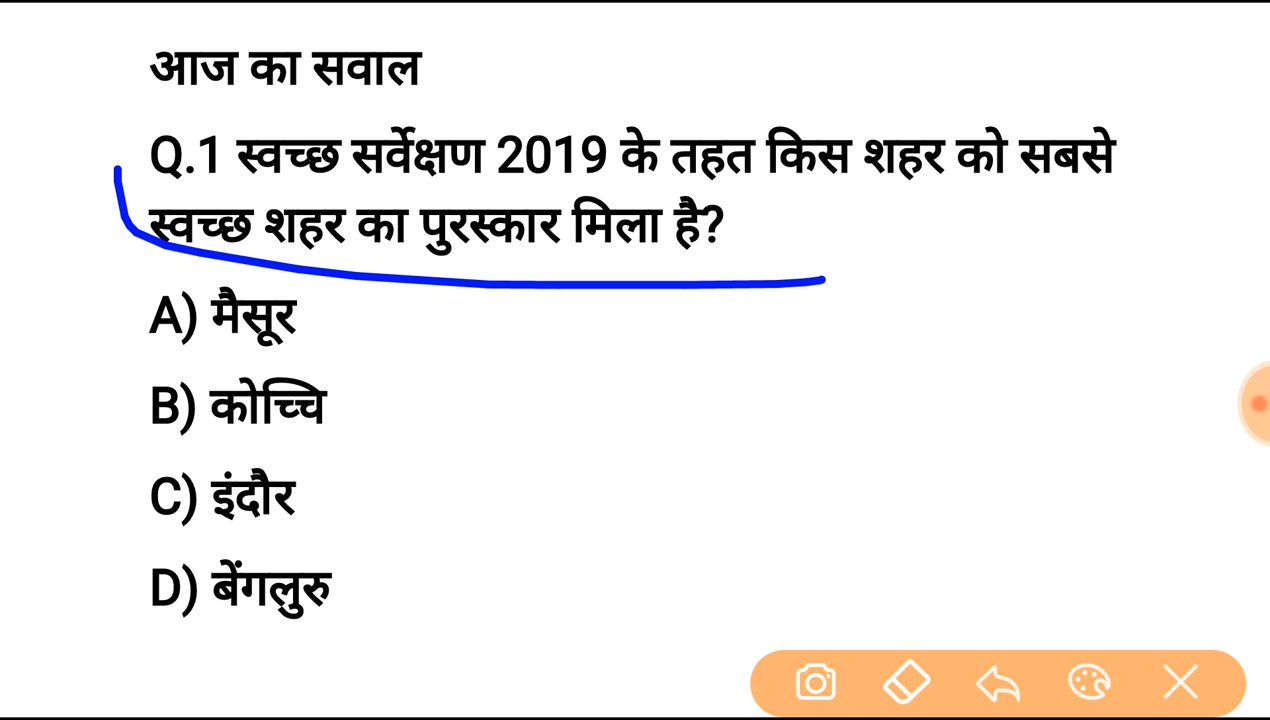 आज का सवाल
Q.1 स्वच्छ सर्वेक्षण 2019 के तहत किस शहर को सबसे
स्वच्छ शहर का पुरस्कार मिला है?
A) मैसूर
B) कोच्चि
C) इंदौर
D) बेंगलुरु